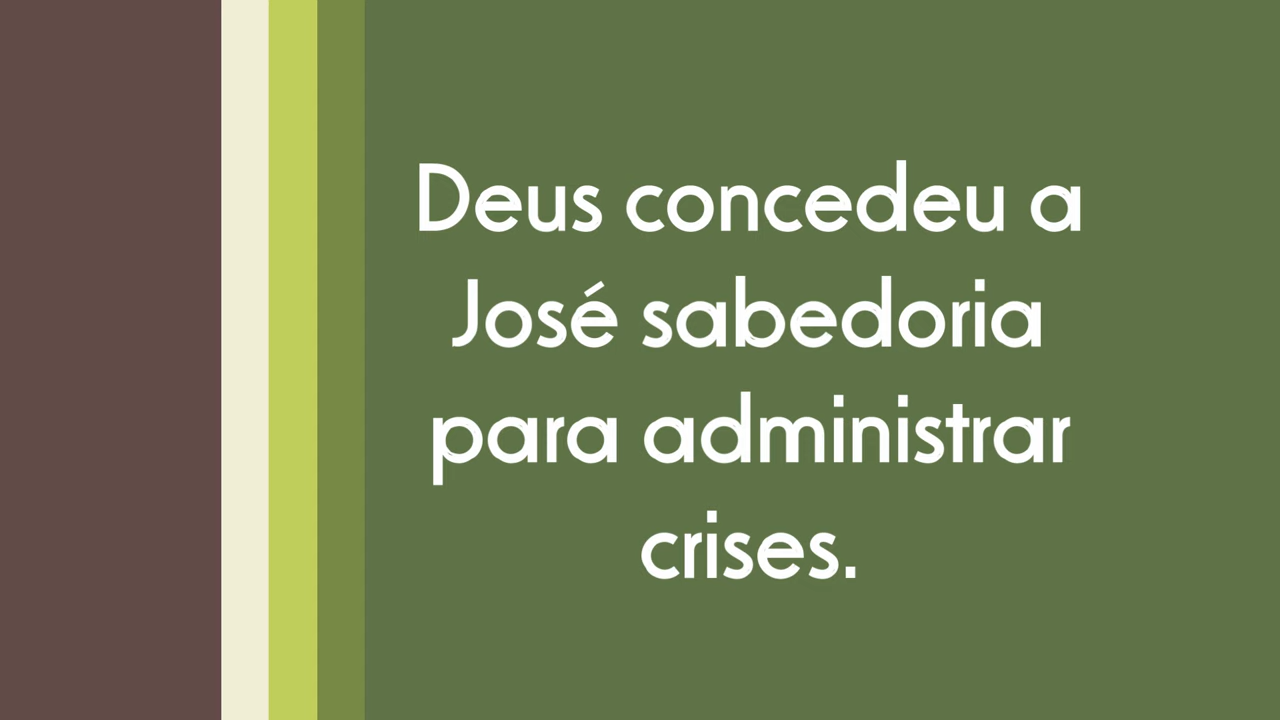 Deus concedeu a
José sabedoria
para administrar
crises.